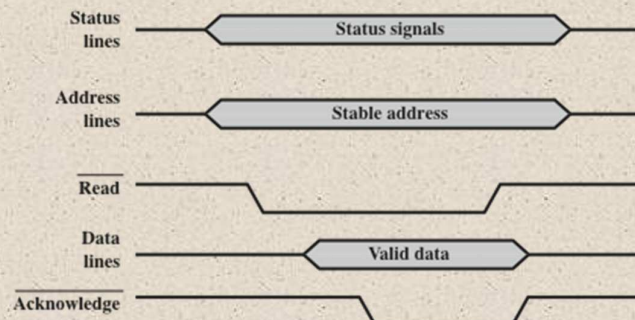 Status
lines
Status signals
Address
lines
Stable address
Read
Data
lines
Valid data
Acknowledge